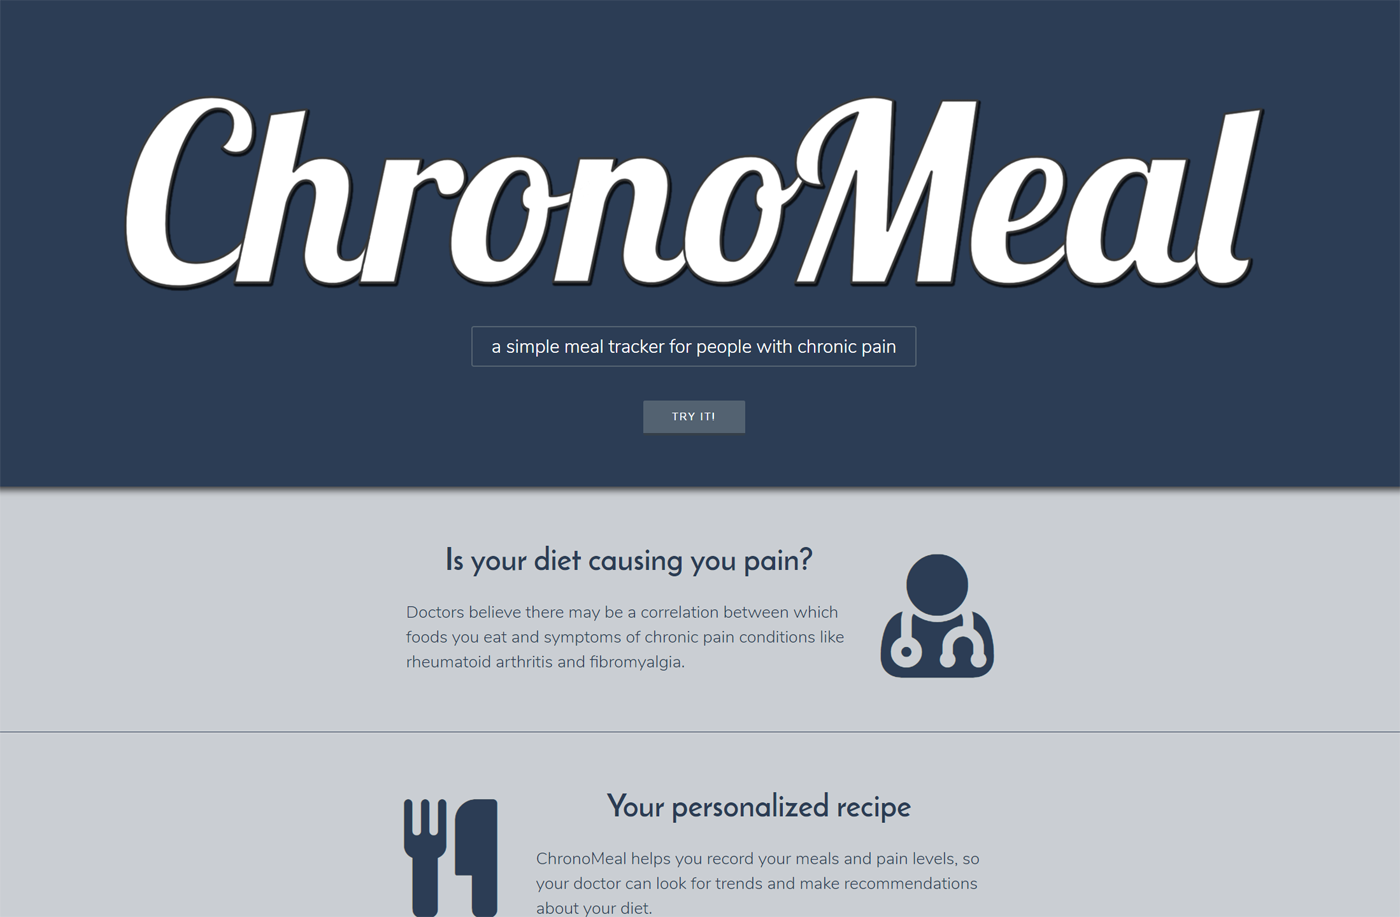 ChronoMeal
a simple meal tracker for people with chronic pain
TRY IT!
Is your diet causing you pain?
Doctors believe there may be a correlation between which
foods you eat and symptoms of chronic pain conditions like
rheumatoid arthritis and fibromyalgia.
Your personalized recipe
ChronoMeal helps you record your meals and pain levels, so
your doctor can look for trends and make recommendations
about your diet.